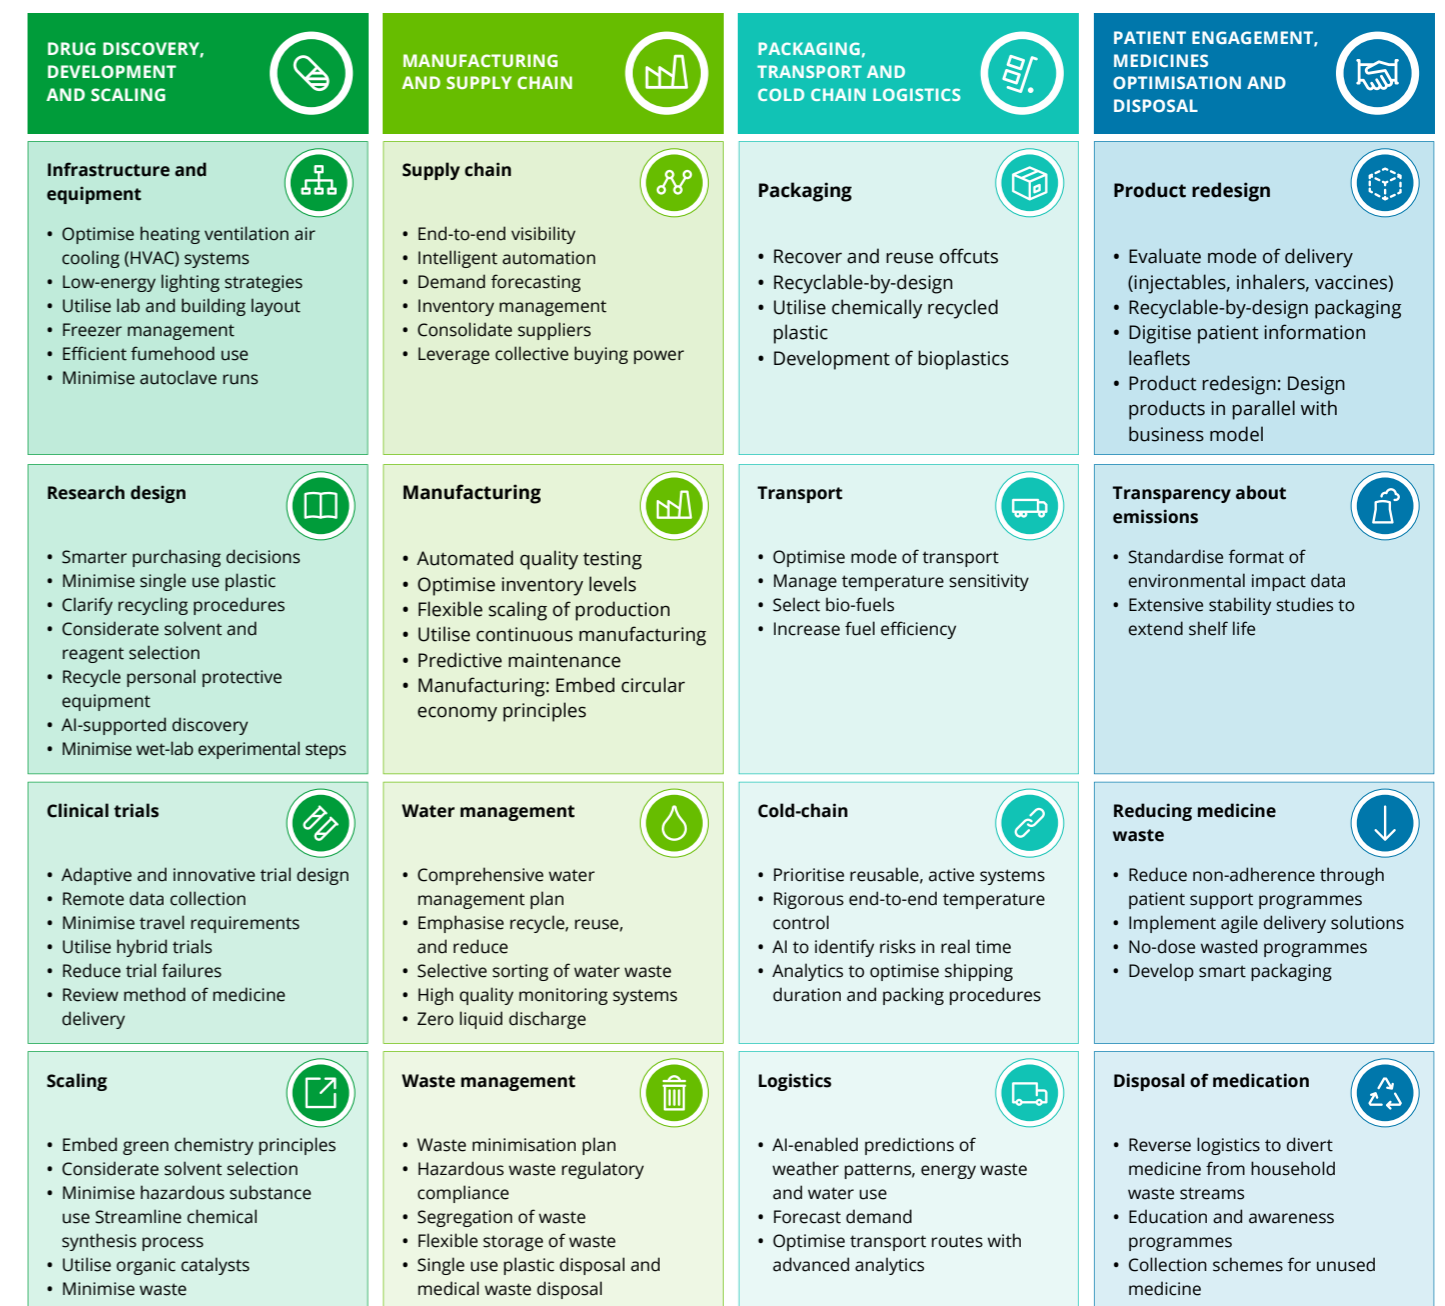 DRUG DISCOVERY,
DEVELOPMENT
AND SCALING
Infrastructure and
equipment
• Optimise heating ventilation air
cooling (HVAC) systems
• Low-energy lighting strategies
• Utilise lab and building layout
• Freezer management
• Efficient fumehood use
• Minimise autoclave runs
Research design
• Smarter purchasing decisions
• Minimise single use plastic
• Clarify recycling procedures
• Considerate solvent and
reagent selection
• Recycle personal protective
equipment
• AI-supported discovery
• Minimise wet-lab experimental steps
Clinical trials
• Adaptive and innovative trial design
• Remote data collection
• Minimise travel requirements
• Utilise hybrid trials
• Reduce trial failures
• Review method of medicine
delivery
Scaling
• Embed green chemistry principles
• Considerate solvent selection
• Minimise hazardous substance
use Streamline chemical
synthesis process
• Utilise organic catalysts
• Minimise waste
MANUFACTURING
AND SUPPLY CHAIN
Supply chain
• End-to-end visibility
• Intelligent automation
• Demand forecasting
• Inventory management
• Consolidate suppliers
• Leverage collective buying power
Manufacturing
• Automated quality testing
• Optimise inventory levels
• Flexible scaling of production
• Utilise continuous manufacturing
• Predictive maintenance
• Manufacturing: Embed circular
economy principles
Water management
• Comprehensive water
management plan
• Emphasise recycle, reuse,
and reduce
• Selective sorting of water waste
• High quality monitoring systems
• Zero liquid discharge
Waste management
• Waste minimisation plan
• Hazardous waste regulatory
compliance
• Segregation of waste
• Flexible storage of waste
• Single use plastic disposal and
medical waste disposal
PACKAGING,
TRANSPORT AND
COLD CHAIN LOGISTICS
Packaging
• Recover and reuse offcuts
• Recyclable-by-design
• Utilise chemically recycled
plastic
• Development of bioplastics
Transport
• Optimise mode of transport
• Manage temperature sensitivity
• Select bio-fuels
• Increase fuel efficiency
Cold-chain
• Prioritise reusable, active systems
• Rigorous end-to-end temperature
control
• AI to identify risks in real time
• Analytics to optimise shipping
duration and packing procedures
Logistics
• AI-enabled predictions of
weather patterns, energy waste
and water use
• Forecast demand
• Optimise transport routes with
advanced analytics
PATIENT ENGAGEMENT,
MEDICINES
OPTIMISATION AND
DISPOSAL
Product redesign
• Evaluate mode of delivery
(injectables, inhalers, vaccines)
• Recyclable-by-design packaging
• Digitise patient information
leaflets
• Product redesign: Design
products in parallel with
business model
Transparency about
emissions
• Standardise format of
environmental impact data
• Extensive stability studies to
extend shelf life
Reducing medicine
waste
• Reduce non-adherence through
patient support programmes
• Implement agile delivery solutions
• No-dose wasted programmes
• Develop smart packaging
Disposal of medication
• Reverse logistics to divert
medicine from household
waste streams
• Education and awareness
programmes
• Collection schemes for unused
medicine